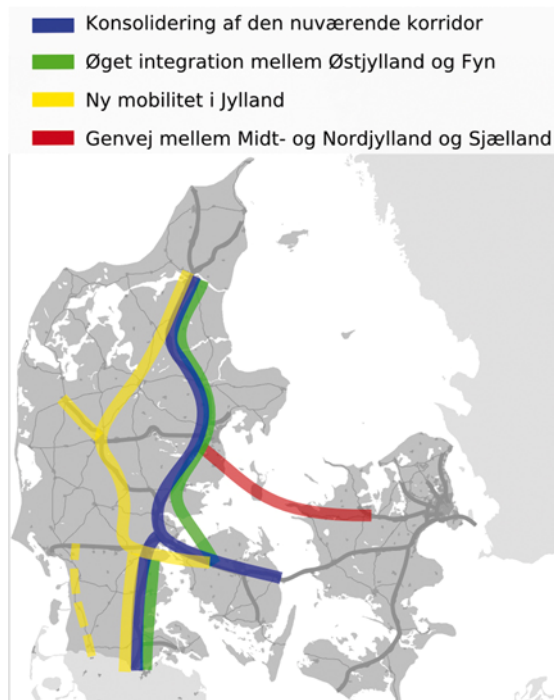 Konsolidering af den nuværende korridor
Øget integration mellem Østjylland og Fyn
Ny mobilitet i Jylland
Genvej mellem Midt- og Nordjylland og Sjælland